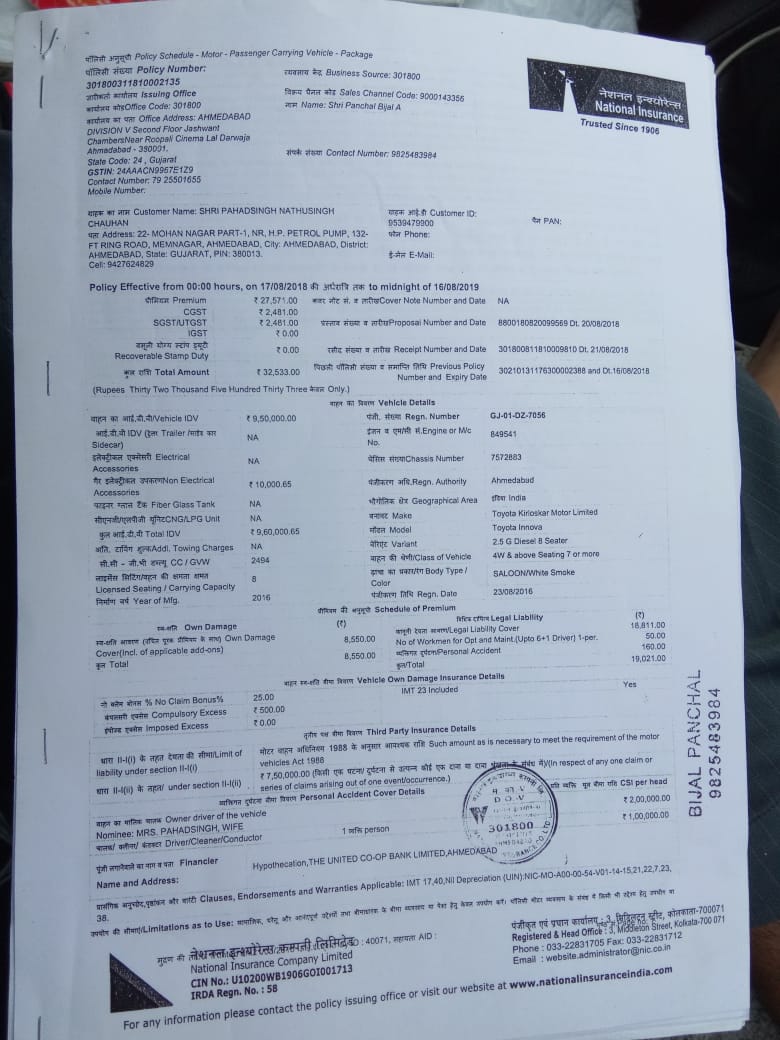 पॉलिसी अनुसूची Policy Schedule - Motor - Passenger Carrying Vehicle - Package
पॉलिसी संख्या Policy Number:
301800311810002135
जारीकर्ता कार्यालय Issuing Office
कार्यालय कोड Office Code: 301800
कार्यालय का पता Office Address: AHMEDABAD
DIVISION V Second Floor Jashwant
ChambersNear Roopali Cinema Lal Darwaja
Ahmadabad - 380001.
State Code: 24 , Gujarat
GSTIN: 24AAACN9967E1Z9
Contact Number: 79 25501655
Mobile Number:
व्यवसाय केंद्र Business Source: 301800
विक्रय चैनल कोड Sales Channel Code: 9000143356
नाम Name: Shri Panchal Bijal A
संपर्क संख्या Contact Number: 9825483984
नेशनल इन्श्योरेन्स
National Insurance
Trusted Since 1906
ग्राहक का नाम Customer Name: SHRI PAHADSINGH NATHUSINGH
CHAUHAN
पता Address: 22- MOHAN NAGAR PART-1, NR, H.P. PETROL PUMP, 132-
FT RING ROAD, MEMNAGAR, AHMEDABAD, City: AHMEDABAD, District:
AHMEDABAD, State: GUJARAT, PIN: 380013.
Cell: 9427624829
ग्राहक आई.डी Customer ID:
9539479900
फोन Phone:
ई-मेल E-Mail:
पैन PAN:
Policy Effective from 00:00 hours, on 17/08/2018 की अर्धरात्रि तक to midnight of 16/08/2019
प्रीमियम Premium ₹ 27,571.00 कवर नोट सं. व तारीख Cover Note Number and Date NA
CGST ₹ 2,481.00
SGST/UTGST ₹ 2,481.00 प्रस्ताव संख्या व तारीख Proposal Number and Date 8800180820099569 Dt. 20/08/2018
IGST ₹ 0.00
वसूली योग्य स्टांप ड्यूटी
Recoverable Stamp Duty ₹ 0.00 रसीद संख्या व तारीख Receipt Number and Date 301800811810009810 Dt. 21/08/2018
कुल राशि Total Amount ₹ 32,533.00 पिछली पॉलिसी संख्या व समाप्ति तिथि Previous Policy
Number and Expiry Date 30210131176300002388 and Dt.16/08/2018
(Rupees Thirty Two Thousand Five Hundred Thirty Three केवल Only.)
वाहन का विवरण Vehicle Details
वाहन का आई.डी.वी/Vehicle IDV ₹ 9,50,000.00 पंजी. संख्या Regn. Number GJ-01-DZ-7056
आई.डी.वी IDV (ट्रेलर Trailer /साईड कार
Sidecar) NA इंजन व एम/सी सं.Engine or M/c
No. 849541
इलेक्ट्रीकल एक्सेसरी Electrical
Accessories NA चेसिस संख्या Chassis Number 7572883
गैर इलेक्ट्रीकल उपकरण Non Electrical
Accessories ₹ 10,000.65 पंजीकरण अथि.Regn. Authority Ahmedabad
फाइबर ग्लास टैंक Fiber Glass Tank NA भौगोलिक क्षेत्र Geographical Area इंडिया India
सीएनजी/एलपीजी यूनिट CNG/LPG Unit NA बनावट Make Toyota Kirloskar Motor Limited
कुल आई.डी.वी Total IDV ₹ 9,60,000.65 मॉडल Model Toyota Innova
अति. टोविंग शुल्क Addl. Towing Charges NA वेरिएंट Variant 2.5 G Diesel 8 Seater
सी.सी - जी.वी डब्ल्यू CC / GVW 2494 वाहन की श्रेणी/Class of Vehicle 4W & above Seating 7 or more
लाइसेंस सिटिंग/वहन की क्षमता
Licensed Seating / Carrying Capacity 8 ढांचा का प्रकार/रंग Body Type /
Color SALOON/White Smoke
निर्माण वर्ष Year of Mfg. 2016 पंजीकरण तिथि Regn. Date 23/08/2016
प्रीमियम की अनुसूची Schedule of Premium
स्व-क्षति Own Damage (₹) Legal Liability (₹)
Own Damage
Cover(Incl. of applicable add-ons) 8,550.00 Legal Liability Cover 18,811.00
No of Workmen for Opt and Maint.(Upto 6+1 Driver) 1-per. 50.00
व्यक्तिगत दुर्घटना/Personal Accident 160.00
कुल Total 8,550.00 कुल/Total 19,021.00
वाहन स्व-क्षति बीमा विवरण Vehicle Own Damage Insurance Details
नो क्लेम बोनस % No Claim Bonus% 25.00 IMT 23 Included Yes
कंपलसरी एक्सेस Compulsory Excess ₹ 500.00
इंपोज्ड एक्सेस Imposed Excess ₹ 0.00
तृतीय पक्ष बीमा विवरण Third Party Insurance Details
धारा II-I(i) के तहत देयता की सीमा/Limit of
liability under section II-I(i) मोटर वाहन अधिनियम 1988 के अनुसार आवश्यक राशि Such amount as is necessary to meet the requirement of the motor
vehicles Act 1988
धारा II-I(ii) के तहत/ under section II-I(ii) ₹ 7,50,000.00 (In respect of any one claim or
series of claims arising out of one event/occurrence.)
व्यक्तिगत दुर्घटना बीमा विवरण Personal Accident Cover Details
प्रति व्यक्ति CSI per head
वाहन का मालिक चालक Owner driver of the vehicle ₹ 2,00,000.00
Nominee: MRS. PAHADSINGH, WIFE
Driver/Cleaner/Conductor 1 व्यक्ति person ₹ 1,00,000.00
Financier
Name and Address: Hypothecation,THE UNITED CO-OP BANK LIMITED,AHMEDABAD
D.O.V
301800
Clauses, Endorsements and Warranties Applicable: IMT 17,40,Nil Depreciation (UIN):NIC-MO-A00-00-54-V01-14-15,21,22,7,23,
38.
उपयोग की सीमा/Limitations as to Use:
BIJAL PANCHAL
9825483984
: 40071, सहायता AID :
नेशनल इन्श्योरेन्स कम्पनी लिमिटेड
National Insurance Company Limited
CIN No.: U10200WB1906GOI001713
IRDA Regn. No. : 58
पंजीकृत एवं प्रधान कार्यालय : 3, मिडिलटन स्ट्रीट, कोलकाता-700071
Registered & Head Office : 3, Middleton Street, Kolkata-700 071
Phone : 033-22831705 Fax: 033-22831712
Email : website.administrator@nic.co.in
For any information please contact the policy issuing office or visit our website at www.nationalinsuranceindia.com